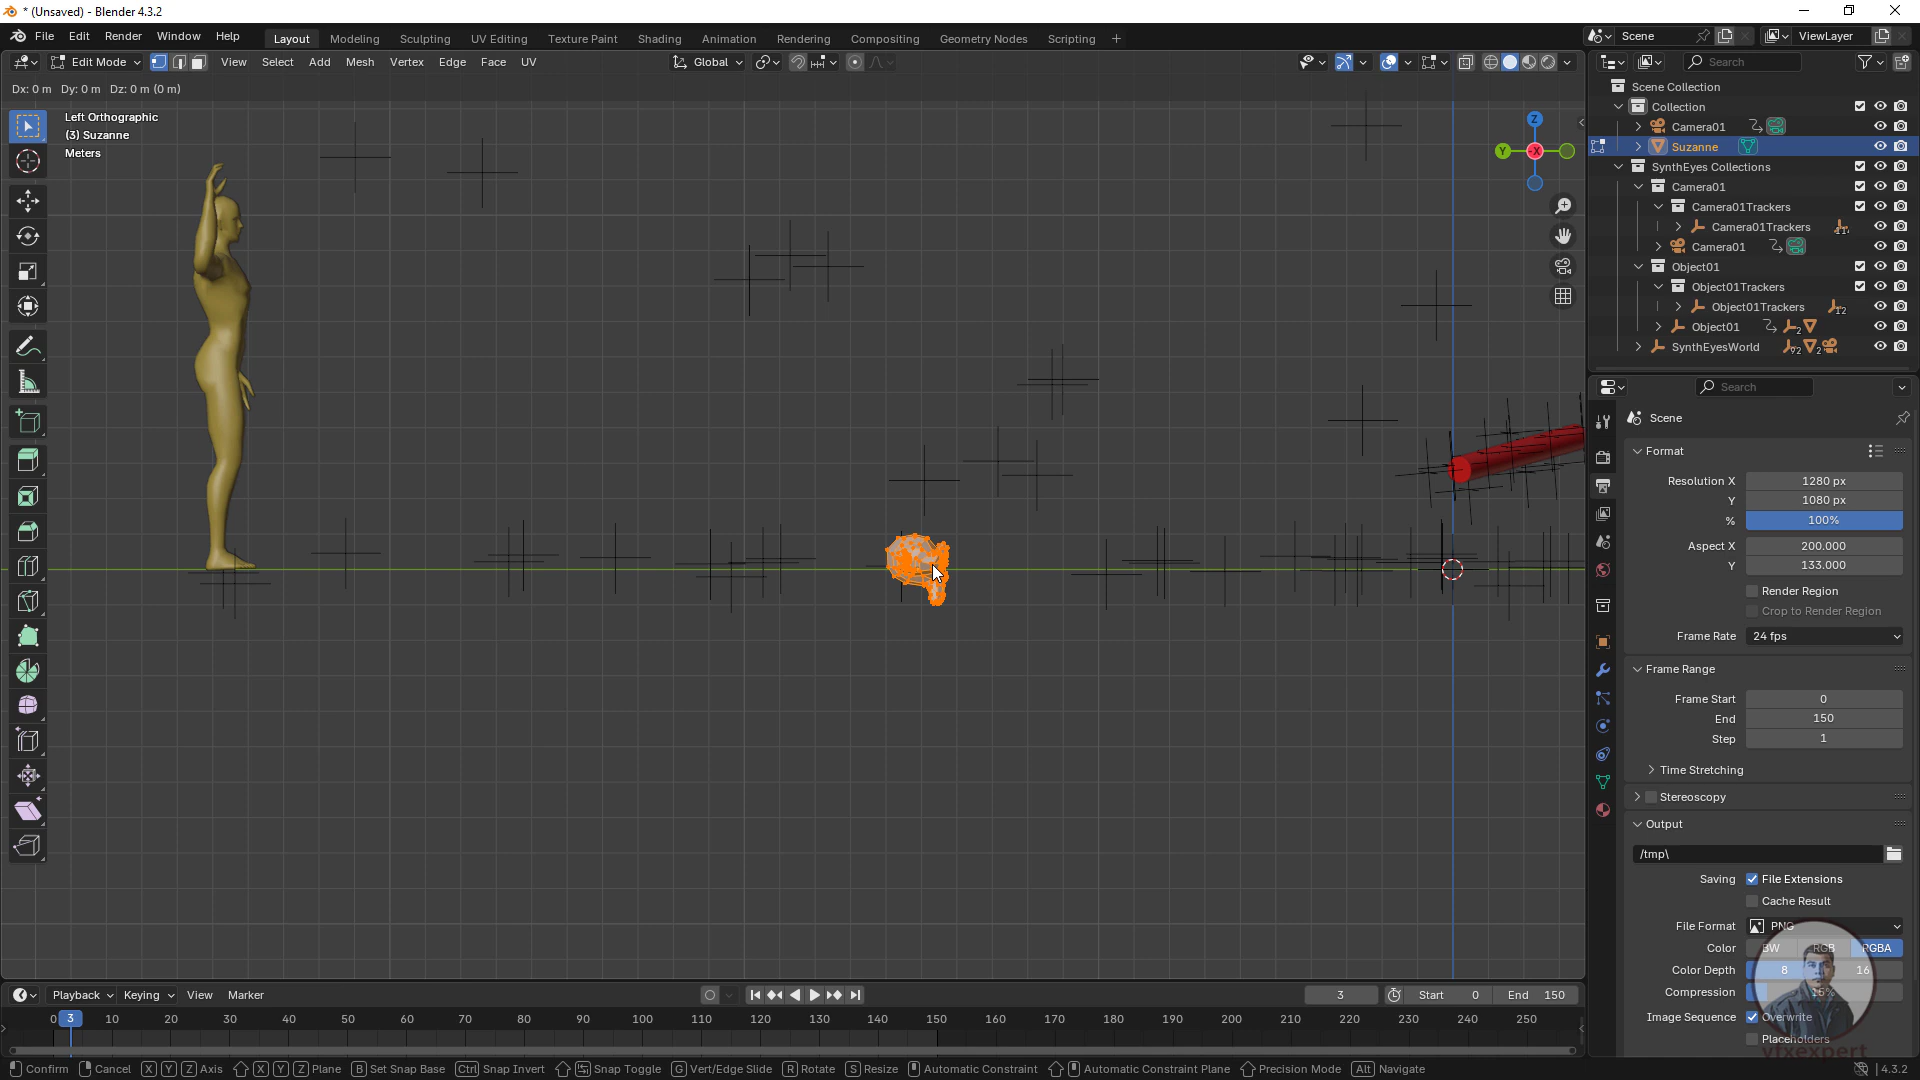 * (Unsaved) - Blender 4.3.2
File Edit Render Window Help
Layout Modeling Sculpting UV Editing Texture Paint Shading Animation Rendering Compositing Geometry Nodes Scripting +
Scene
ViewLayer
Edit Mode
View Select Add Mesh Vertex Edge Face UV
Global
Search
Dx: 0 m Dy: 0 m Dz: 0 m (0 m)
Left Orthographic
(3) Suzanne
Meters
Z
Y
-X
Scene Collection
Collection
Camera01
Suzanne
SynthEyes Collections
Camera01
Camera01Trackers
Camera01Trackers
Camera01
Object01
Object01Trackers
Object01Trackers
12
Object01
2
SynthEyesWorld
92 2
Search
Scene
Format
Resolution X 1280 px
Y 1080 px
% 100%
Aspect X 200.000
Y 133.000
Render Region
Crop to Render Region
Frame Rate 24 fps
Frame Range
Frame Start 0
End 150
Step 1
Time Stretching
Stereoscopy
Output
/tmp\
Saving File Extensions
Cache Result
File Format PNG
Color BW RGB RGBA
Color Depth 8 16
Compression 15%
Image Sequence Overwrite
Placeholders
vfxexpert
Playback Keying View Marker
3 Start 0 End 150
0 3 10 20 30 40 50 60 70 80 90 100 110 120 130 140 150 160 170 180 190 200 210 220 230 240 250
Confirm Cancel X Y Z Axis X Y Z Plane B Set Snap Base Ctrl Snap Invert Snap Toggle G Vert/Edge Slide R Rotate S Resize Automatic Constraint Automatic Constraint Plane Precision Mode Alt Navigate 4.3.2